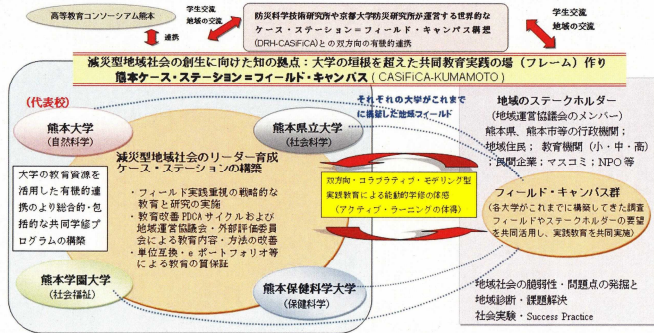 高等教育コンソーシアム熊本
連携
学生交流
地域の交流
防災科学技術研究所や京都大学防災研究所が運営する世界的な
ケース・ステーション=フィールド・キャンパス構想
(DRH-CASiFiCA)との双方向の有機的連携
学生交流
地域の交流
減災型地域社会の創生に向けた知の拠点:大学の垣根を超えた共同教育実践の場(フレーム)作り
熊本ケース・ステーション=フィールド・キャンパス(CASiFiCA-KUMAMOTO)
(代表校)
熊本大学
(自然科学)
熊本県立大学
(社会科学)
それぞれの大学がこれまで
に構築した地域フィールド
減災型地域社会のリーダー育成
ケース・ステーションの構築
・フィールド実践重視の戦略的な
教育と研究の実施
・教育改善PDCAサイクルおよび
地域運営協議会・外部評価委員
会による教育内容・方法の改善
・単位互換・eポートフォリオ等
による教育の質保証
大学の教育資源を
活用した有機的連
携のより総合的・包
括的な共同学修プ
ログラムの構築
熊本学園大学
(社会福祉)
熊本保健科学大学
(保健科学)
双方向・コラブラティブ・モデリング型
実践教育による能動的学修の体感
(アクティブ・ラーニングの体得)
地域のステークホルダー
(地域運営協議会のメンバー)
熊本県、熊本市等の行政機関;
地域住民; 教育機関(小・中・高)
;民間企業;マスコミ;NPO 等
フィールド・キャンパス群
(各大学がこれまでに構築してきた調査
フィールドやステークホルダーの要望
を共同活用し、実践教育を共同実施)
地域社会の脆弱性・問題点の発掘と
地域診断・課題解決
社会実験・Success Practice